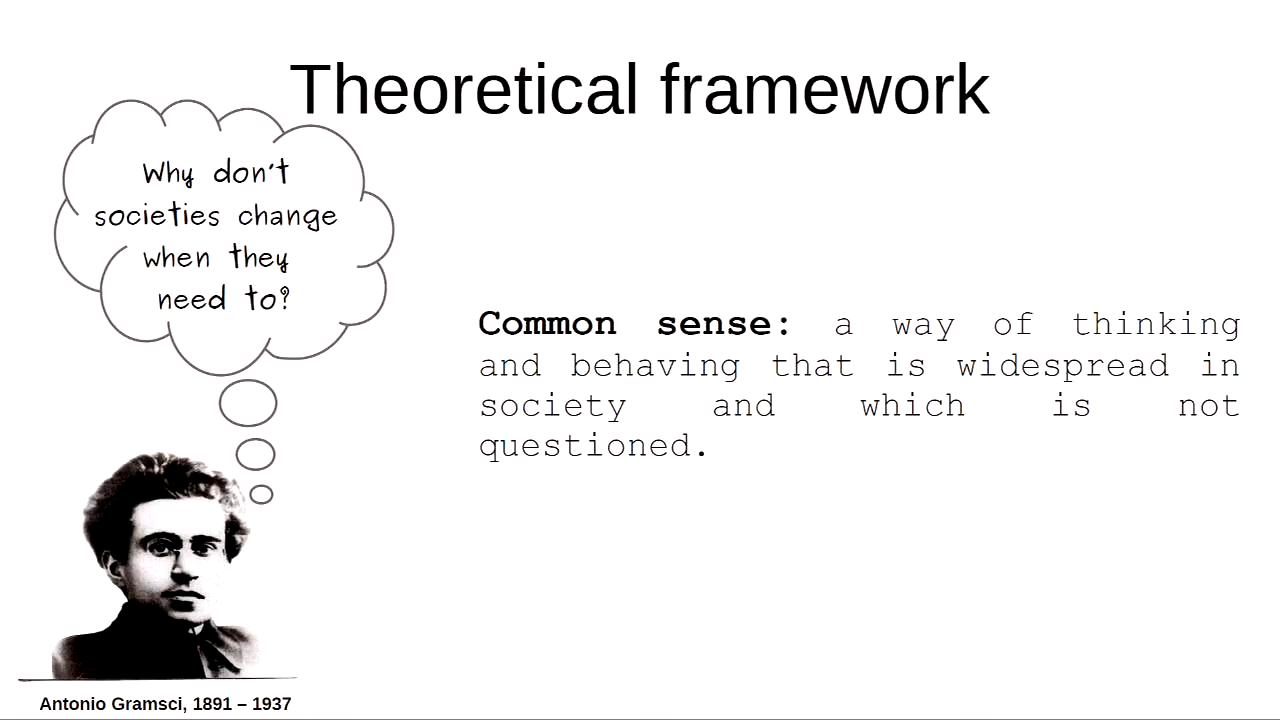 Theoretical framework
Why don't
societies change
when they
need to?
Common sense: a way of thinking
and behaving that is widespread in
society and which is not
questioned.
Antonio Gramsci, 1891 – 1937